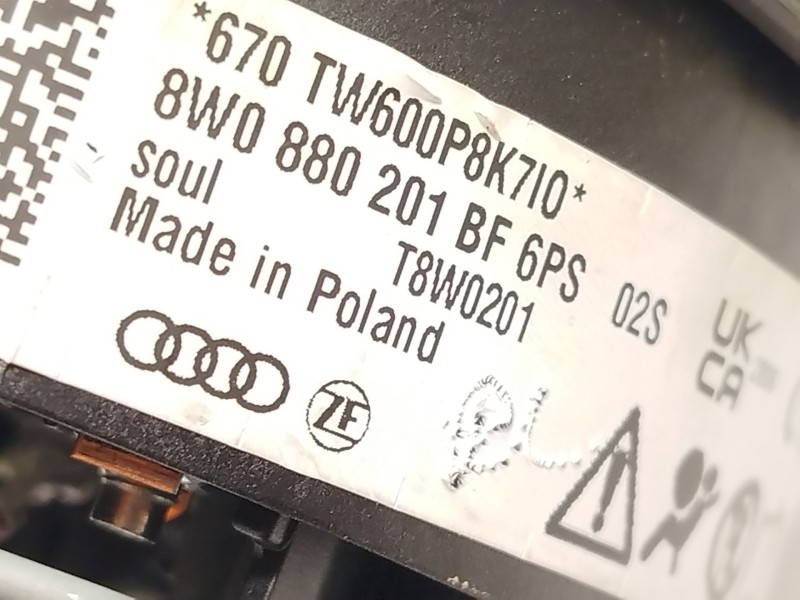 *670 TW600P8K7I0*
8W0 880 201 BF 6PS 02S
soul T8W0201
Made in Poland
ZF
UK
CA